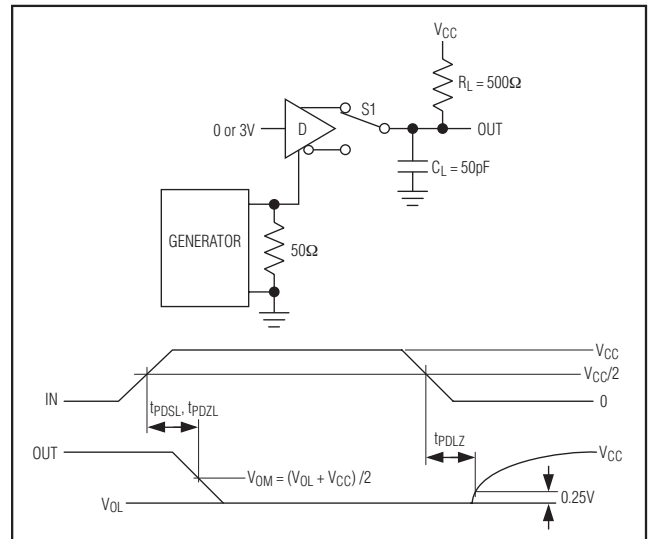 VCC
RL = 500Ω
S1
0 or 3V
D
OUT
CL = 50pF
GENERATOR
50Ω
VCC
VCC/2
IN
0
tPDSL, tPDZL
tPDLZ
OUT
VCC
VOM = (VOL + VCC) /2
0.25V
VOL